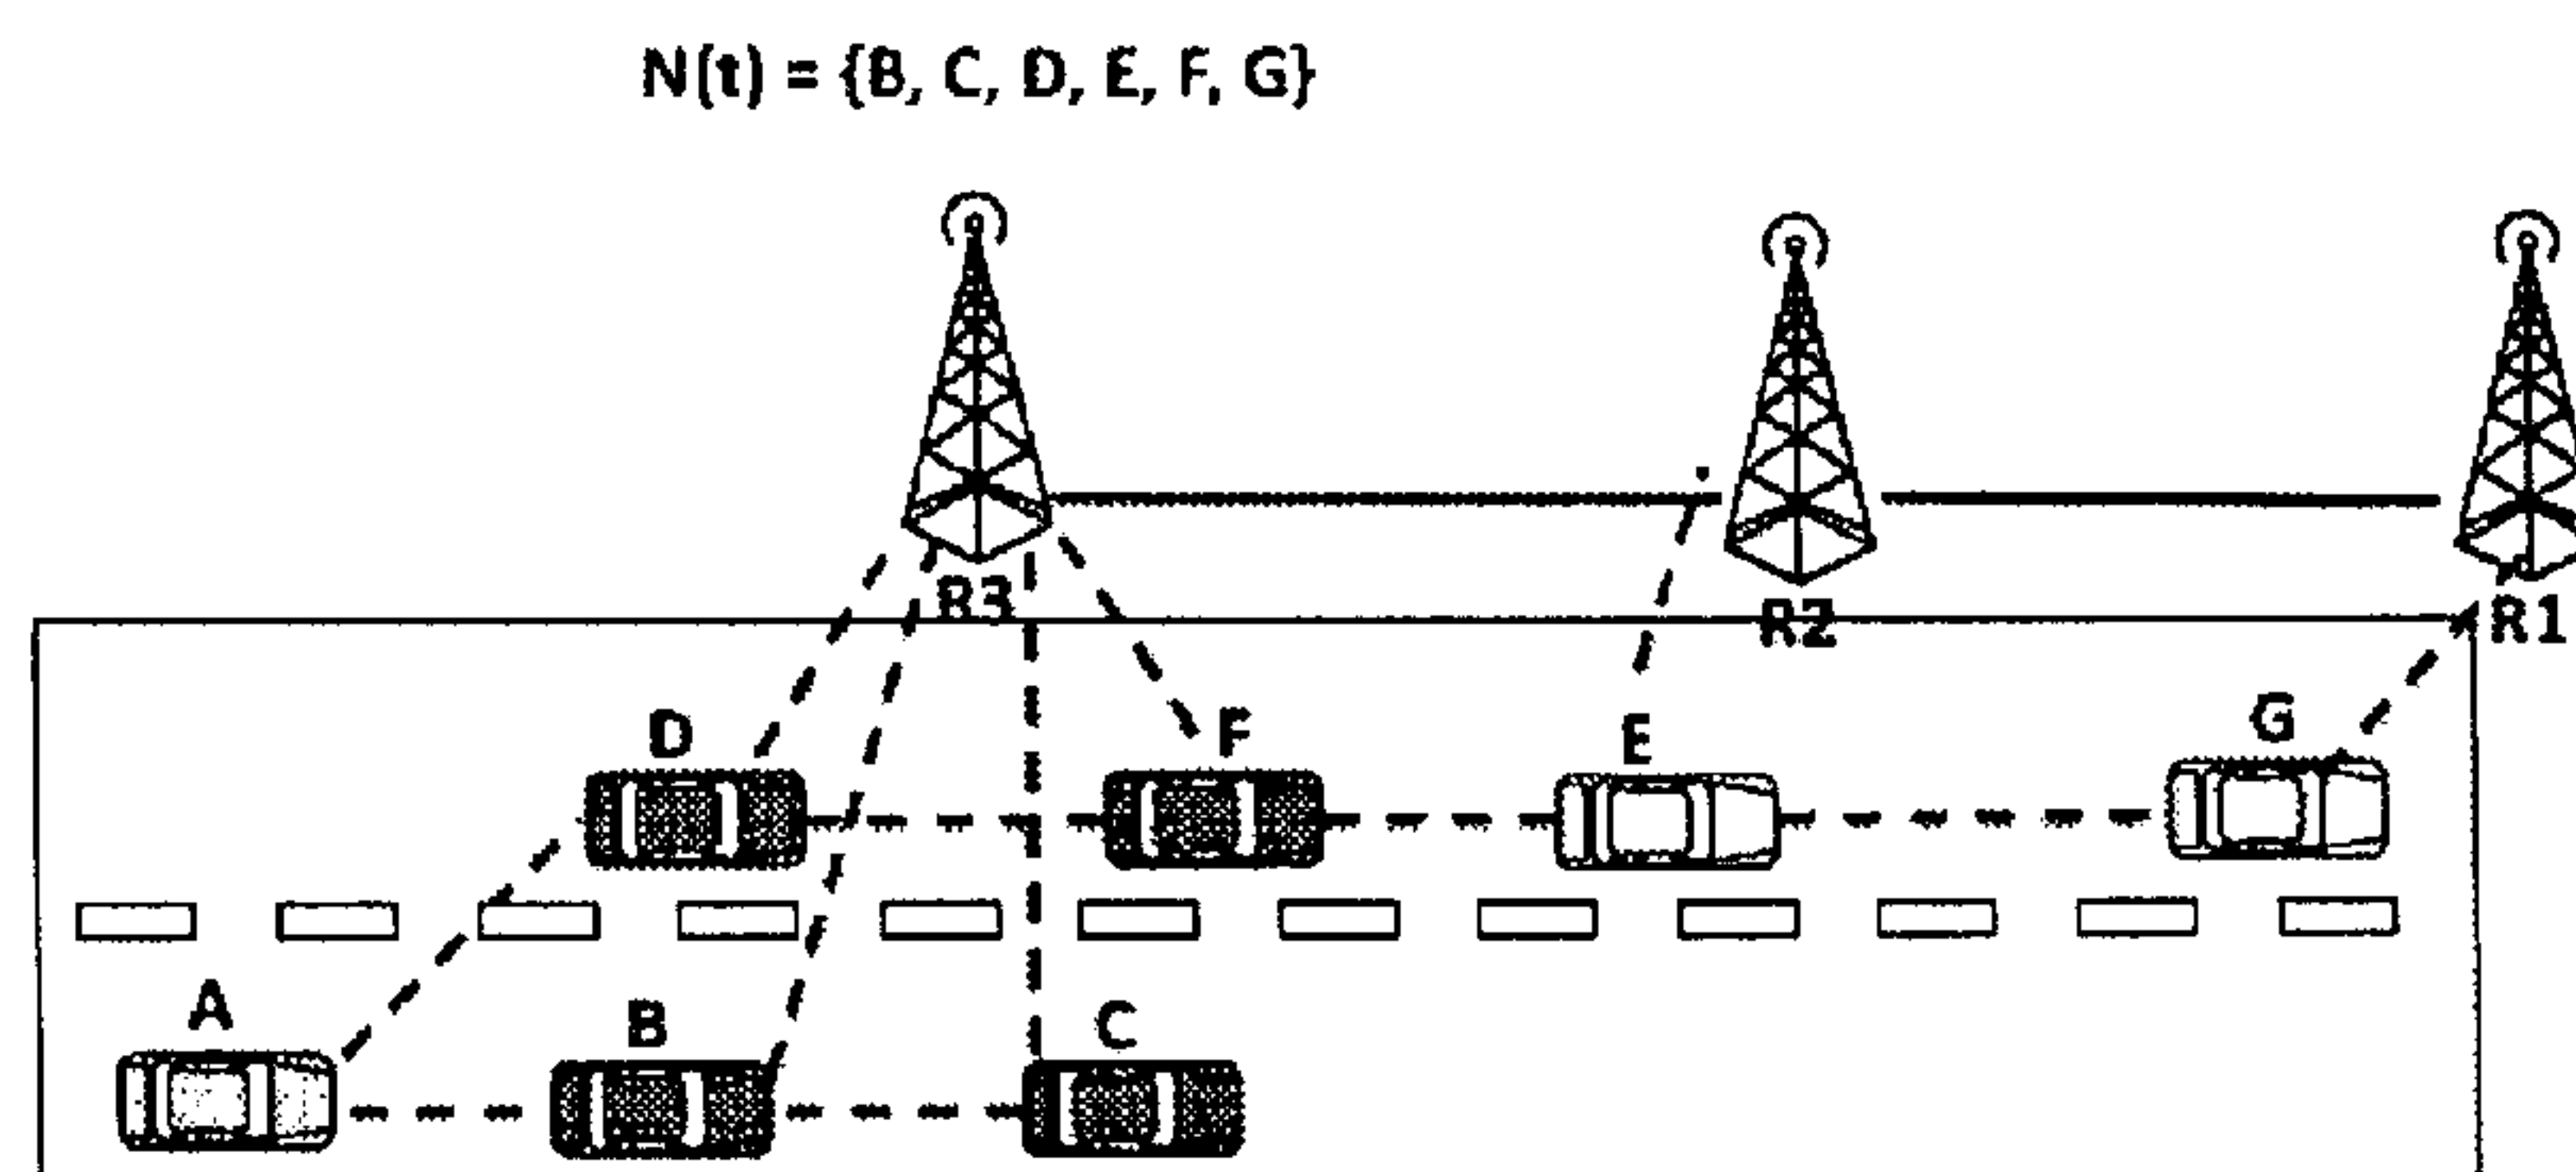 N(t) = {B, C, D, E, F, G}
R3
R2
R1
D
F
E
G
A
B
C